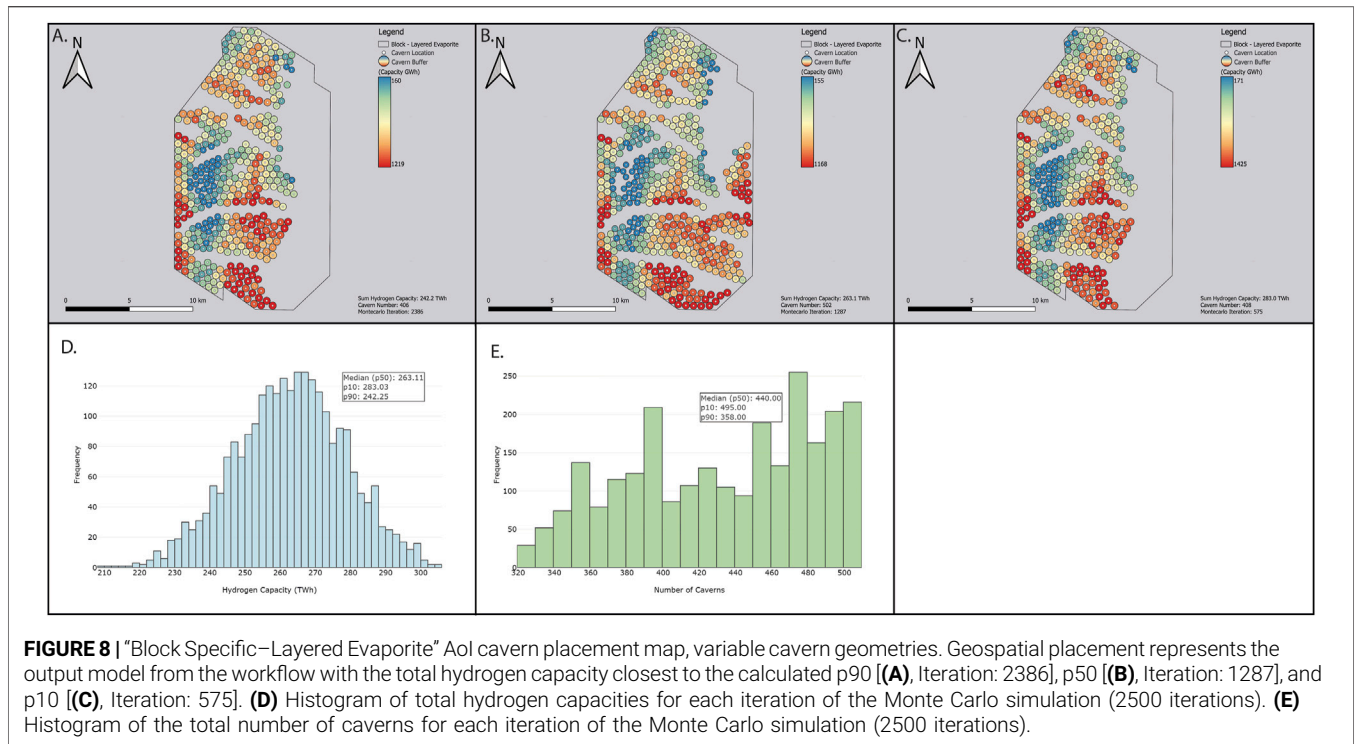 A.
N
Legend
Block - Layered Evaporite
Cavern Location
Cavern Buffer
(Capacity GWh)
160
1219
0 5 10 km
Sum Hydrogen Capacity: 242.2 TWh
Cavern Number: 406
Montecarlo Iteration: 2386
B.
N
Legend
Block - Layered Evaporite
Cavern Location
Cavern Buffer
(Capacity GWh)
155
1168
0 5 10 km
Sum Hydrogen Capacity: 263.1 TWh
Cavern Number: 502
Montecarlo Iteration: 1287
C.
N
Legend
Block - Layered Evaporite
Cavern Location
Cavern Buffer
(Capacity GWh)
171
1425
0 5 10 km
Sum Hydrogen Capacity: 283.0 TWh
Cavern Number: 408
Montecarlo Iteration: 575
D.
Median (p50): 263.11
p10: 283.03
p90: 242.25
Frequency
120
100
80
60
40
20
0
210 220 230 240 250 260 270 280 290 300
Hydrogen Capacity (TWh)
E.
Median (p50): 440.00
p10: 495.00
p90: 358.00
Frequency
250
200
150
100
50
0
320 340 360 380 400 420 440 460 480 500
Number of Caverns
FIGURE 8 | “Block Specific–Layered Evaporite” AoI cavern placement map, variable cavern geometries. Geospatial placement represents the
output model from the workflow with the total hydrogen capacity closest to the calculated p90 [(A), Iteration: 2386], p50 [(B), Iteration: 1287], and
p10 [(C), Iteration: 575]. (D) Histogram of total hydrogen capacities for each iteration of the Monte Carlo simulation (2500 iterations). (E)
Histogram of the total number of caverns for each iteration of the Monte Carlo simulation (2500 iterations).